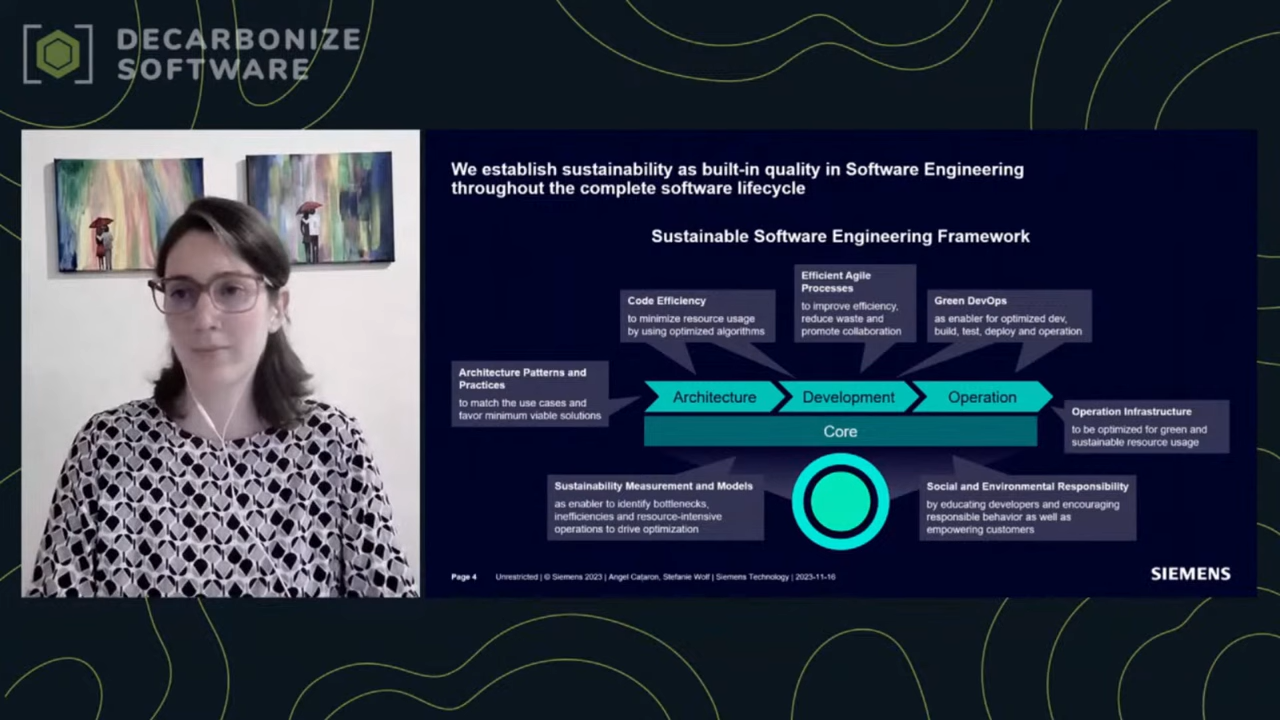 DECARBONIZE
SOFTWARE
We establish sustainability as built-in quality in Software Engineering
throughout the complete software lifecycle
Sustainable Software Engineering Framework
Efficient Agile
Processes
to improve efficiency,
reduce waste and
promote collaboration
Code Efficiency
to minimize resource usage
by using optimized algorithms
Green DevOps
as enabler for optimized dev,
build, test, deploy and operation
Architecture Patterns and
Practices
to match the use cases and
favor minimum viable solutions
Architecture
Development
Operation
Core
Operation Infrastructure
to be optimized for green and
sustainable resource usage
Sustainability Measurement and Models
as enabler to identify bottlenecks,
inefficiencies and resource-intensive
operations to drive optimization
Social and Environmental Responsibility
by educating developers and encouraging
responsible behavior as well as
empowering customers
Page 4 Unrestricted | © Siemens 2023 | Angel Cațaron, Stefanie Wolf | Siemens Technology | 2023-11-16
SIEMENS